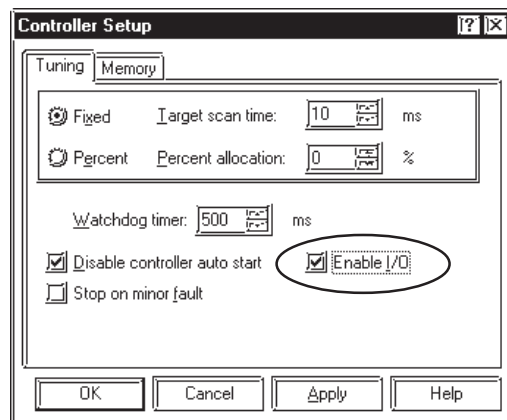 Controller Setup ? X
Tuning Memory
Fixed Target scan time: 10 ms
Percent Percent allocation: 0 %
Watchdog timer: 500 ms
Disable controller auto start Enable I/O
Stop on minor fault
OK Cancel Apply Help